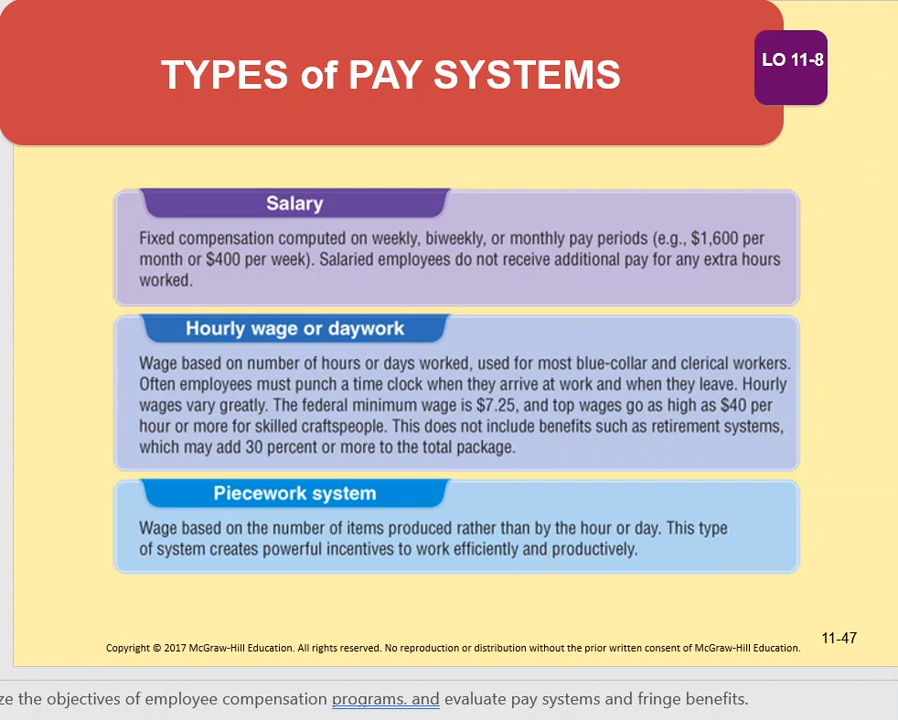 TYPES of PAY SYSTEMS
LO 11-8
Salary
Fixed compensation computed on weekly, biweekly, or monthly pay periods (e.g., $1,600 per
month or $400 per week). Salaried employees do not receive additional pay for any extra hours
worked.
Hourly wage or daywork
Wage based on number of hours or days worked, used for most blue-collar and clerical workers.
Often employees must punch a time clock when they arrive at work and when they leave. Hourly
wages vary greatly. The federal minimum wage is $7.25, and top wages go as high as $40 per
hour or more for skilled craftspeople. This does not include benefits such as retirement systems,
which may add 30 percent or more to the total package.
Piecework system
Wage based on the number of items produced rather than by the hour or day. This type
of system creates powerful incentives to work efficiently and productively.
11-47
Copyright © 2017 McGraw-Hill Education. All rights reserved. No reproduction or distribution without the prior written consent of McGraw-Hill Education.
the objectives of employee compensation programs. and evaluate pay systems and fringe benefits.